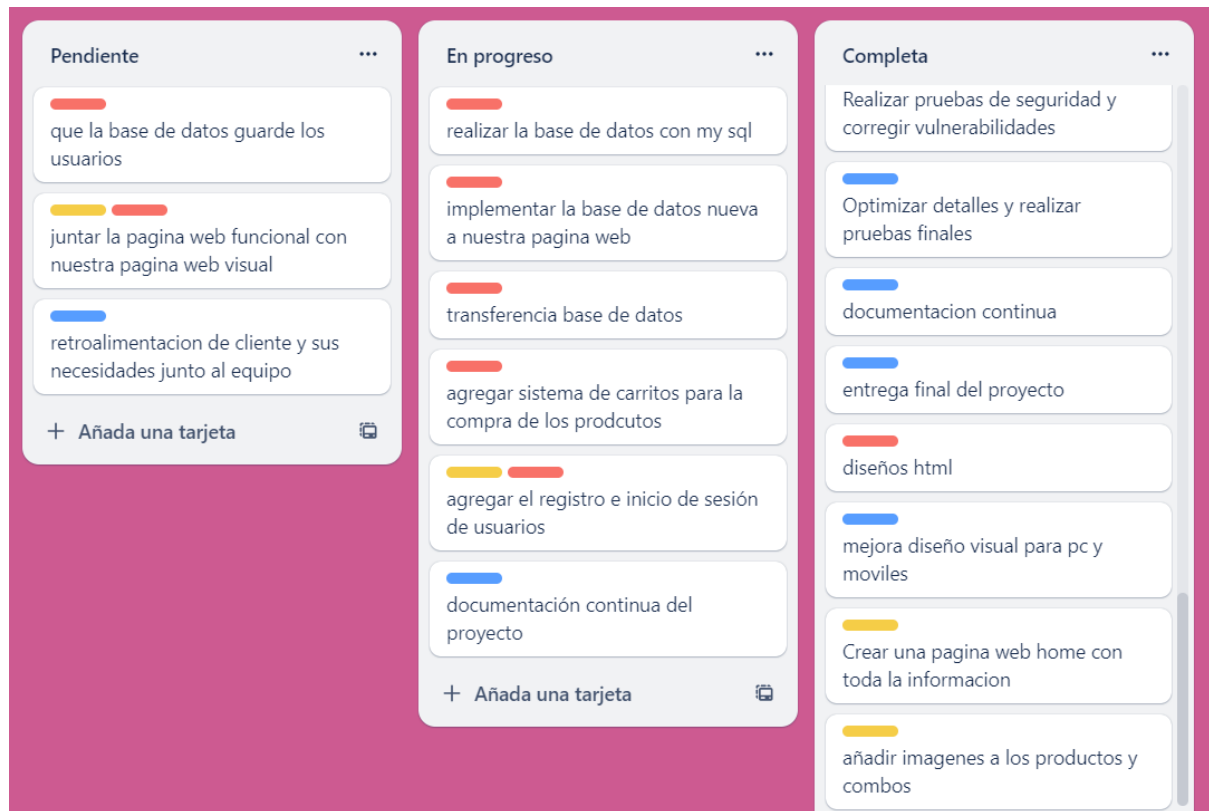 Pendiente
que la base de datos guarde los
usuarios
juntar la pagina web funcional con
nuestra pagina web visual
retroalimentacion de cliente y sus
necesidades junto al equipo
Añada una tarjeta
En progreso
realizar la base de datos con my sql
implementar la base de datos nueva
a nuestra pagina web
transferencia base de datos
agregar sistema de carritos para la
compra de los prodcutos
agregar el registro e inicio de sesión
de usuarios
documentación continua del
proyecto
Añada una tarjeta
Completa
Realizar pruebas de seguridad y
corregir vulnerabilidades
Optimizar detalles y realizar
pruebas finales
documentacion continua
entrega final del proyecto
diseños html
mejora diseño visual para pc y
moviles
Crear una pagina web home con
toda la informacion
añadir imagenes a los productos y
combos